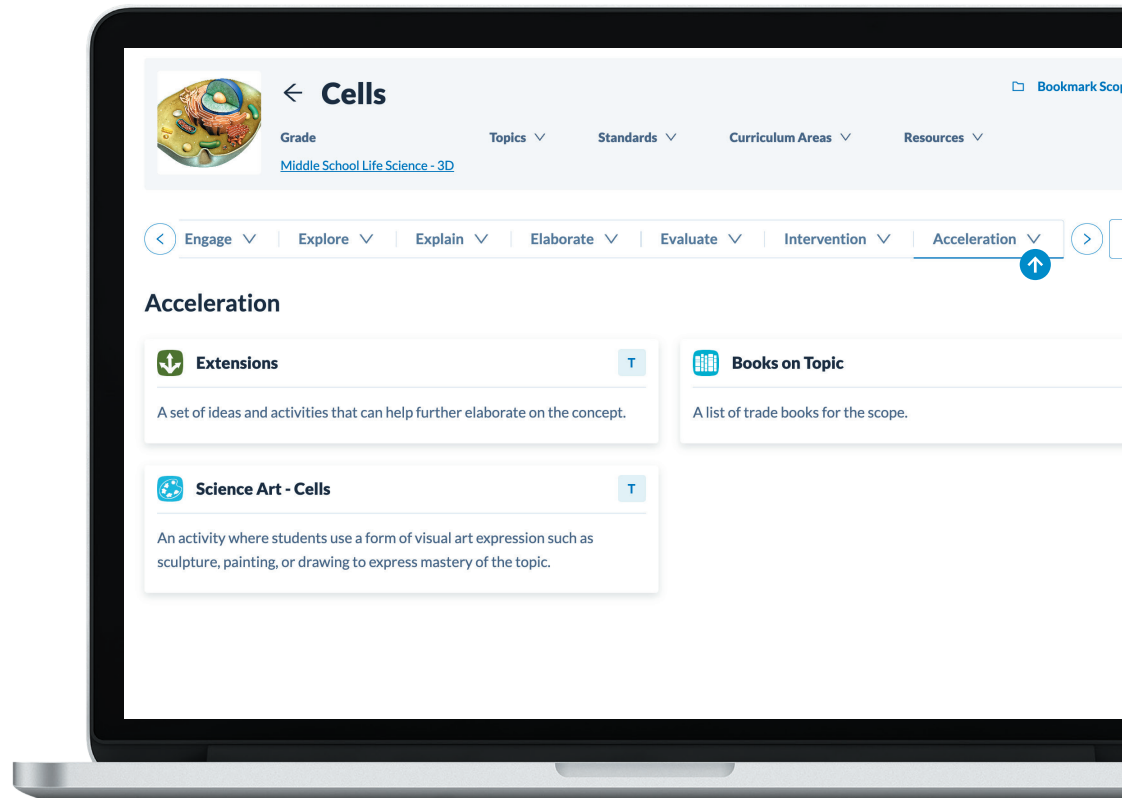 Cells
Bookmark
Grade
Topics
Standards
Curriculum Areas
Resources
Middle School Life Science - 3D
Engage
Explore
Explain
Elaborate
Evaluate
Intervention
Acceleration
Acceleration
Extensions
T
A set of ideas and activities that can help further elaborate on the concept.
Books on Topic
A list of trade books for the scope.
Science Art - Cells
T
An activity where students use a form of visual art expression such as
sculpture, painting, or drawing to express mastery of the topic.